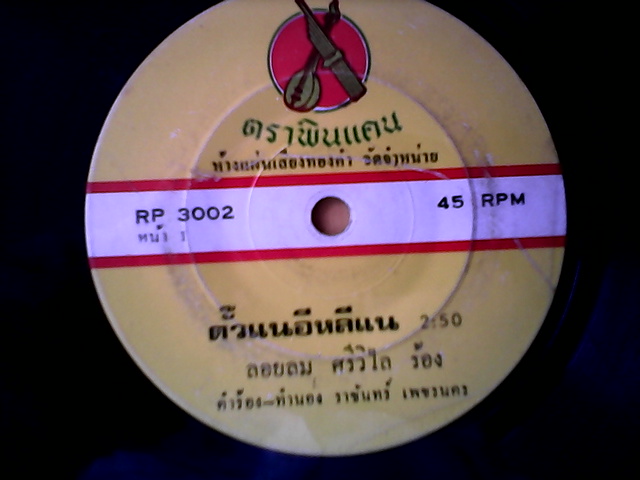 ตราพินแคน
ห้างแผ่นเสียงทองคำ จัดจำหน่าย
RP 3002
45 RPM
หน้า 1
ตั๊วแนอีหลีแน 2:50
ลอยลม ศรีวิไล ร้อง
คำร้อง-ทำนอง ราชันทร์ เพชรนคร